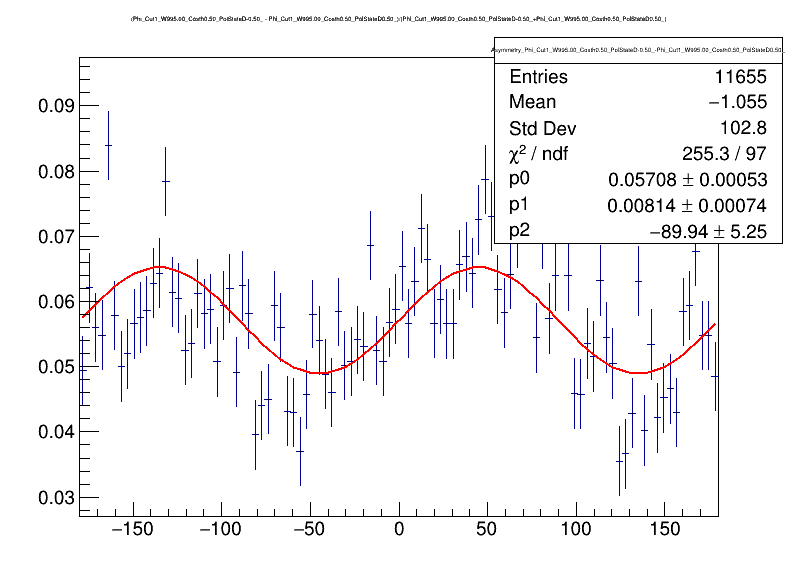 (Phi_Cut1_W995.00_Costh0.50_PolStateD-0.50_ - Phi_Cut1_W995.00_Costh0.50_PolStateD0.50_)/(Phi_Cut1_W995.00_Costh0.50_PolStateD-0.50_+Phi_Cut1_W995.00_Costh0.50_PolStateD0.50_)
Asymmetry_Phi_Cut1_W995.00_Costh0.50_PolStateD-0.50_-Phi_Cut1_W995.00_Costh0.50_PolStateD0.50_
Entries 11655
Mean −1.055
Std Dev 102.8
χ² / ndf 255.3 / 97
p0 0.05708 ± 0.00053
p1 0.00814 ± 0.00074
p2 −89.94 ± 5.25
0.09
0.08
0.07
0.06
0.05
0.04
0.03
−150 −100 −50 0 50 100 150